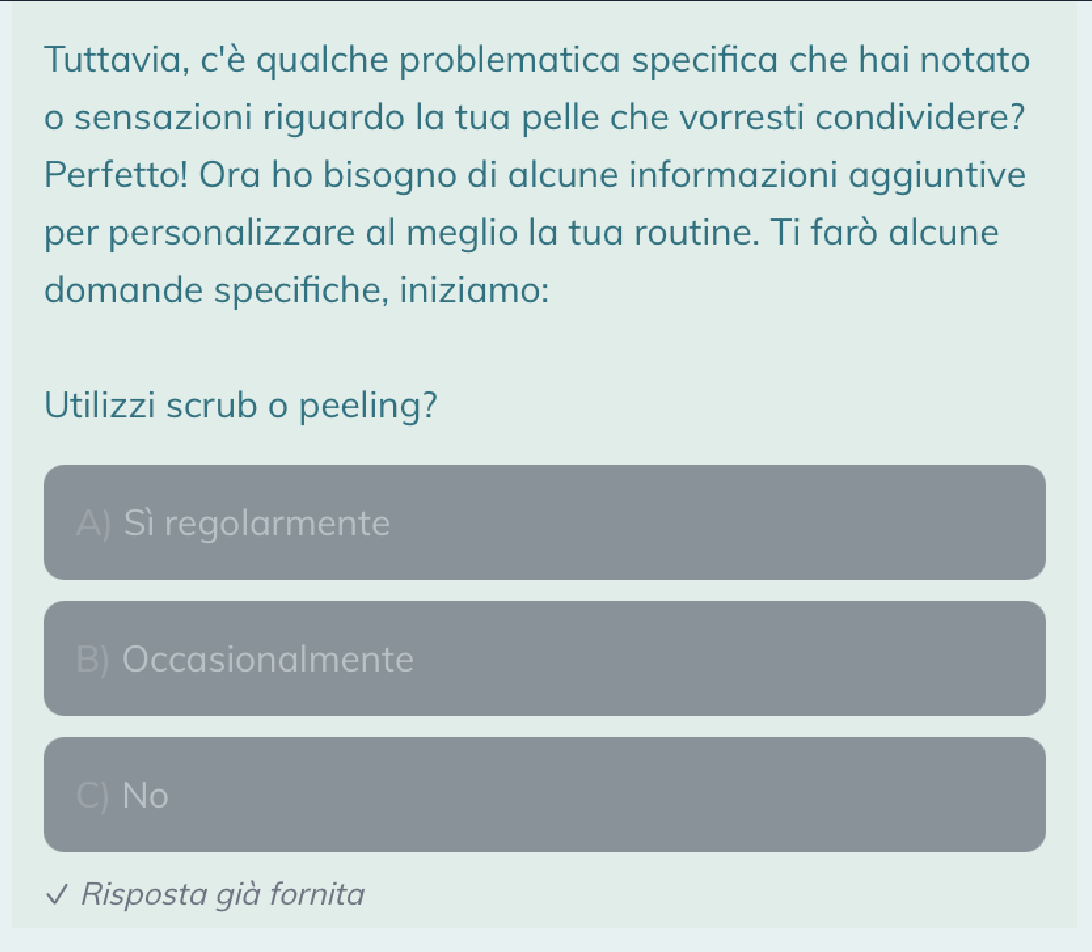 Tuttavia, c'è qualche problematica specifica che hai notato
o sensazioni riguardo la tua pelle che vorresti condividere?
Perfetto! Ora ho bisogno di alcune informazioni aggiuntive
per personalizzare al meglio la tua routine. Ti farò alcune
domande specifiche, iniziamo:
Utilizzi scrub o peeling?
A) Sì regolarmente
B) Occasionalmente
C) No
✓ Risposta già fornita